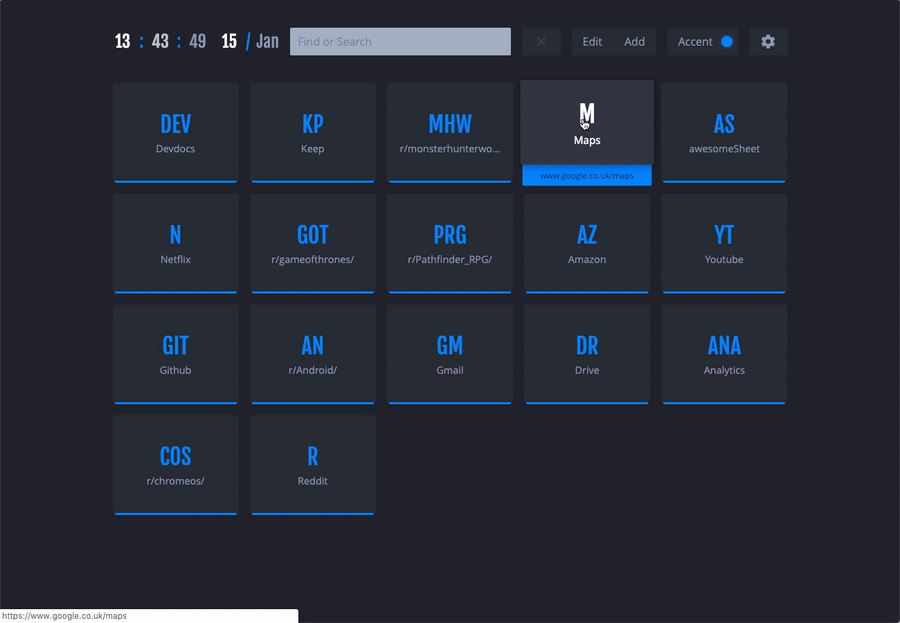 13 : 43 : 49 15 / Jan Find or Search Edit Add Accent
DEV KP MHW M AS
Devdocs Keep r/monsterhunterwo... Maps awesomeSheet
www.google.co.uk/maps
N GOT PRG AZ YT
Netflix r/gameofthrones/ r/Pathfinder_RPG/ Amazon Youtube
GIT AN GM DR ANA
Github r/Android/ Gmail Drive Analytics
COS R
r/chromeos/ Reddit
https://www.google.co.uk/maps